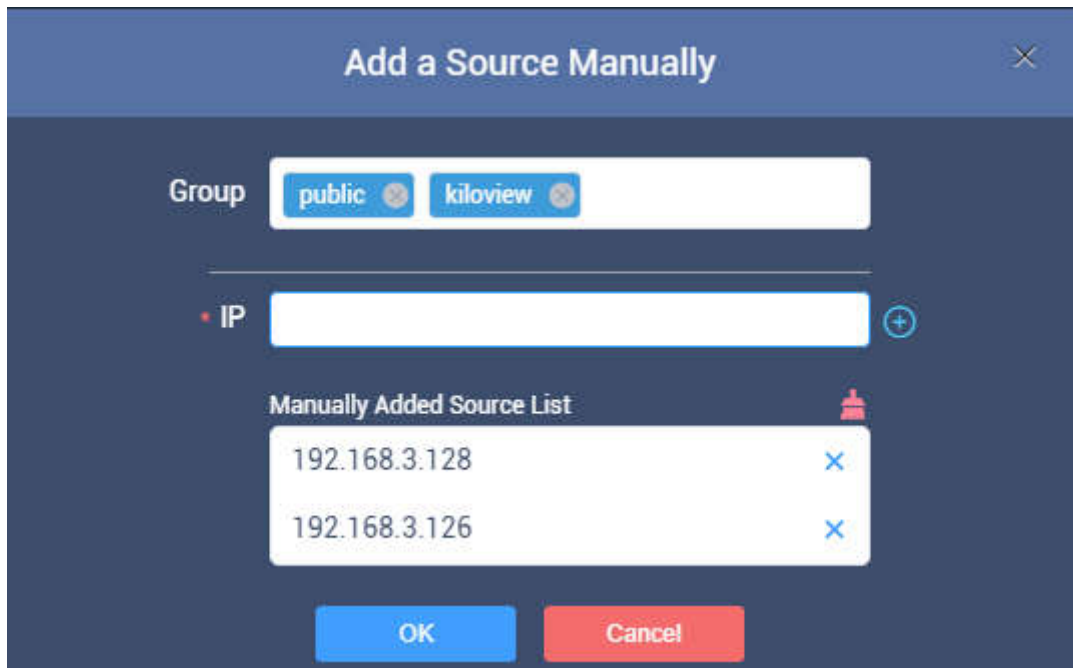 Add a Source Manually
Group public kiloview
* IP
Manually Added Source List
192.168.3.128
192.168.3.126
OK Cancel